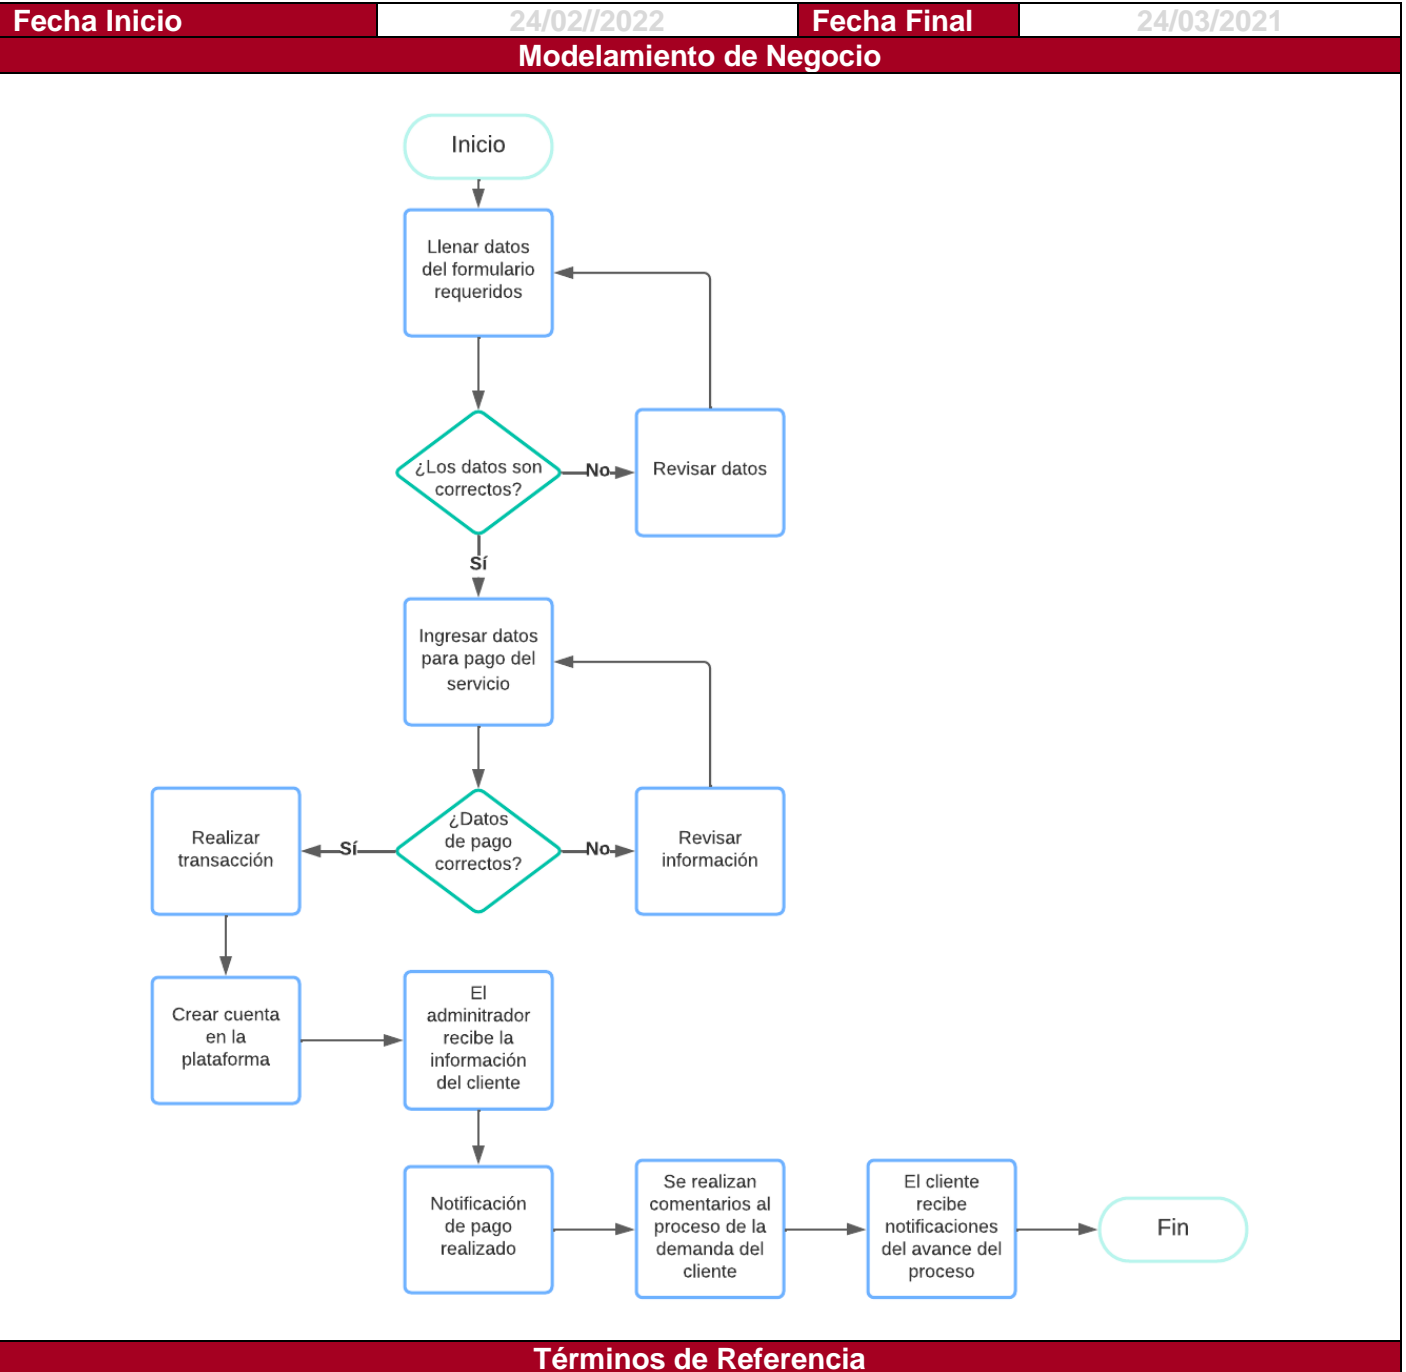 Fecha Inicio 24/02//2022 Fecha Final 24/03/2021
Modelamiento de Negocio
Inicio
Llenar datos
del formulario
requeridos
¿Los datos son
correctos?
No
Revisar datos
Sí
Ingresar datos
para pago del
servicio
¿Datos
de pago
correctos?
No
Revisar
información
Sí
Realizar
transacción
Crear cuenta
en la
plataforma
El
adminitrador
recibe la
información
del cliente
Notificación
de pago
realizado
Se realizan
comentarios al
proceso de la
demanda del
cliente
El cliente
recibe
notificaciones
del avance del
proceso
Fin
Términos de Referencia